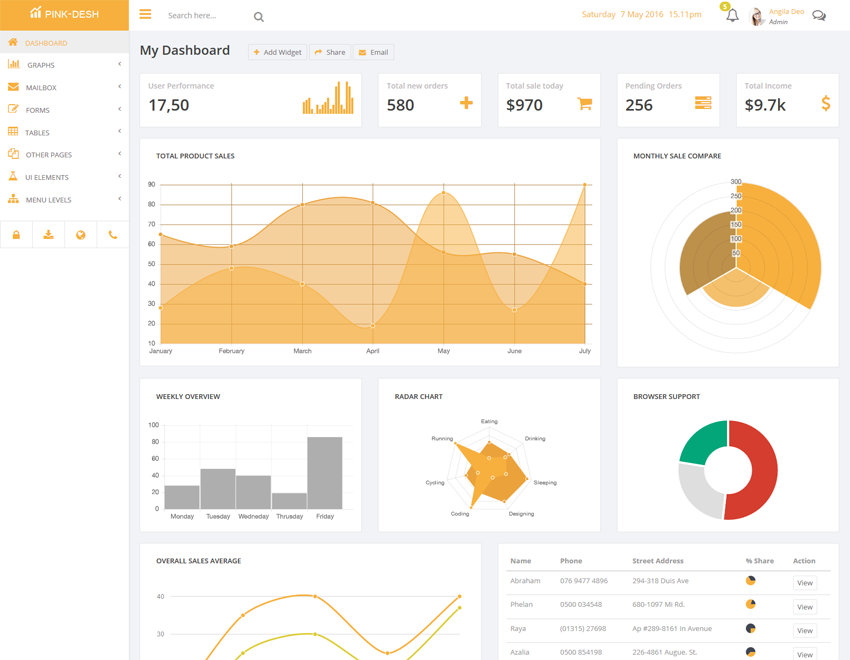 PINK-DESH
Search here...
Saturday 7 May 2016 15.11pm
5
Angila Deo
Admin
DASHBOARD
GRAPHS
MAILBOX
FORMS
TABLES
OTHER PAGES
UI ELEMENTS
MENU LEVELS
My Dashboard
Add Widget
Share
Email
User Performance
17,50
Total new orders
580
Total sale today
$970
Pending Orders
256
Total Income
$9.7k
$
TOTAL PRODUCT SALES
90
80
70
60
50
40
30
20
10
January February March April May June July
MONTHLY SALE COMPARE
300
250
200
150
100
50
WEEKLY OVERVIEW
100
80
60
40
20
0
Monday Tuesday Wedneday Thrusday Friday
RADAR CHART
Eating
Running Drinking
Cycling Sleeping
Coding Designing
BROWSER SUPPORT
OVERALL SALES AVERAGE
40
30
Name Phone Street Address % Share Action
Abraham 076 9477 4896 294-318 Duis Ave View
Phelan 0500 034548 680-1097 Mi Rd. View
Raya (01315) 27698 Ap #289-8161 In Avenue View
Azalia 0500 854198 226-4861 Augue. St. View